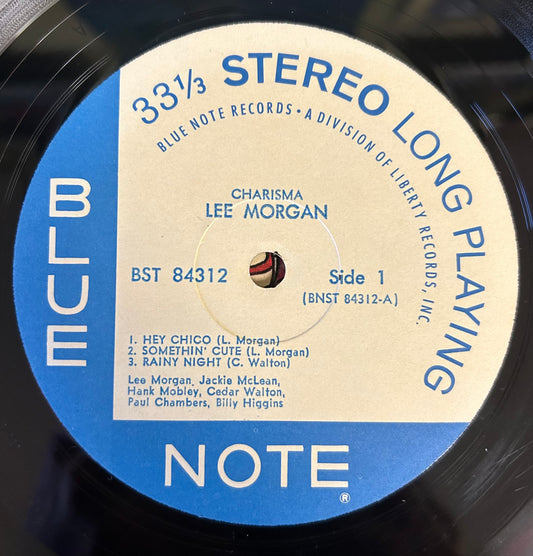 33 1/3 STEREO LONG PLAYING
BLUE NOTE RECORDS • A DIVISION OF LIBERTY RECORDS, INC.
CHARISMA
LEE MORGAN
BST 84312
Side 1
(BNST 84312-A)
1. HEY CHICO (L. Morgan)
2. SOMETHIN' CUTE (L. Morgan)
3. RAINY NIGHT (C. Walton)
Lee Morgan, Jackie McLean,
Hank Mobley, Cedar Walton,
Paul Chambers, Billy Higgins
BLUE
NOTE®